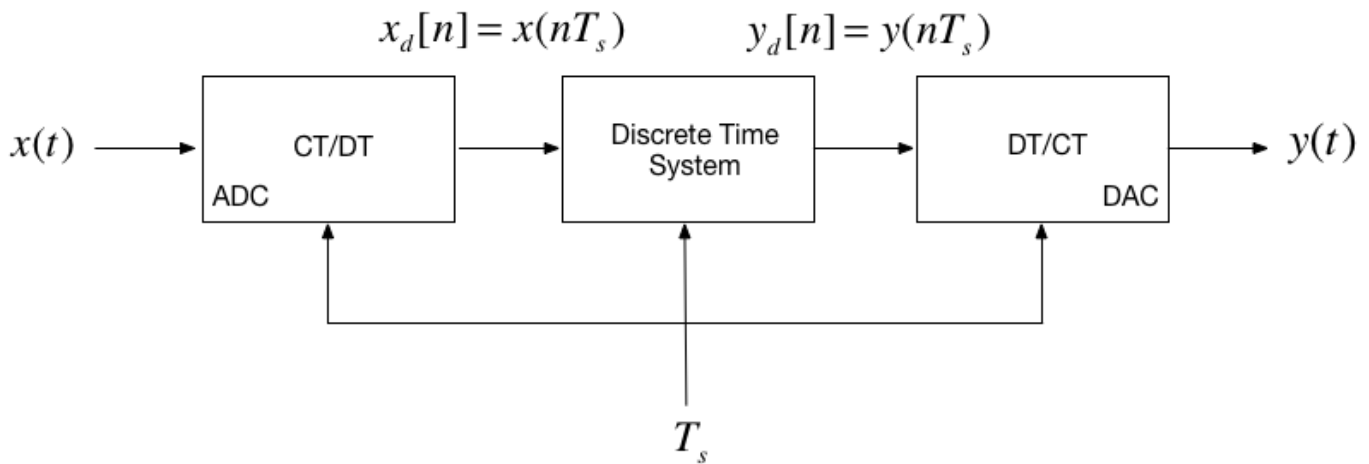 x_d[n] = x(nT_s)
y_d[n] = y(nT_s)
x(t)
CT/DT
ADC
Discrete Time
System
DT/CT
DAC
y(t)
T_s